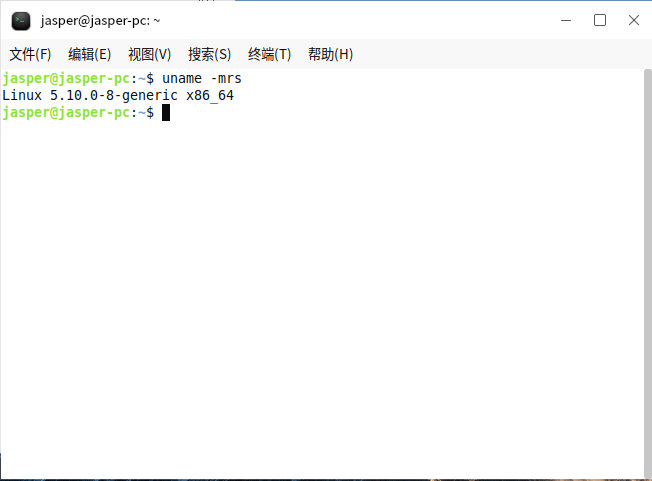 jasper@jasper-pc: ~
文件(F) 编辑(E) 视图(V) 搜索(S) 终端(T) 帮助(H)
jasper@jasper-pc:~$ uname -mrs
Linux 5.10.0-8-generic x86_64
jasper@jasper-pc:~$